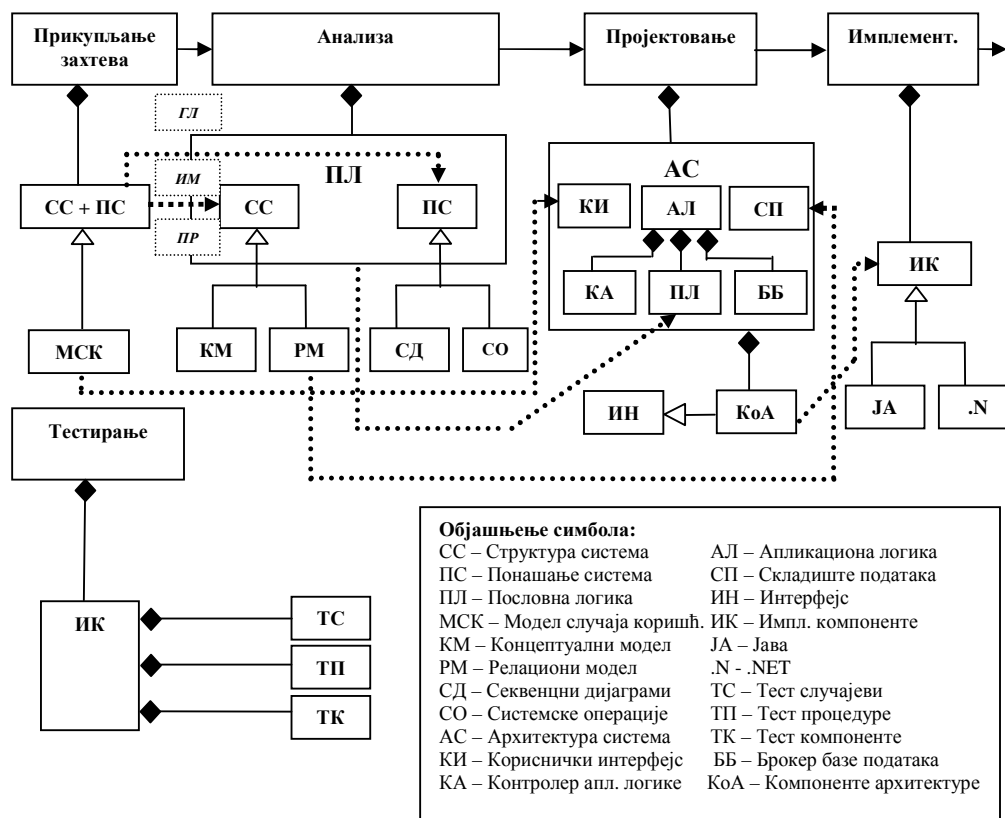 Прикупљање
захтева
Анализа
Пројектовање
Имплемент.
ГЛ
ПЛ
АС
ИМ
СС + ПС
СС
ПС
КИ
АЛ
СП
ПР
ИК
КА
ПЛ
ББ
МСК
КМ
РМ
СД
СО
ИН
КоА
ЈА
.N
Тестирање
ИК
ТС
ТП
ТК
Објашњење симбола:
СС – Структура система
ПС – Понашање система
ПЛ – Пословна логика
МСК – Модел случаја коришћ.
КМ – Концептуални модел
РМ – Релациони модел
СД – Секвенцни дијаграми
СО – Системске операције
АС – Архитектура система
КИ – Кориснички интерфејс
КА – Контролер апл. логике
АЛ – Апликациона логика
СП – Складиште података
ИН – Интерфејс
ИК – Импл. компоненте
ЈА – Јава
.N - .NET
ТС – Тест случајеви
ТП – Тест процедуре
ТК – Тест компоненте
ББ – Брокер базе података
КоА – Компоненте архитектуре